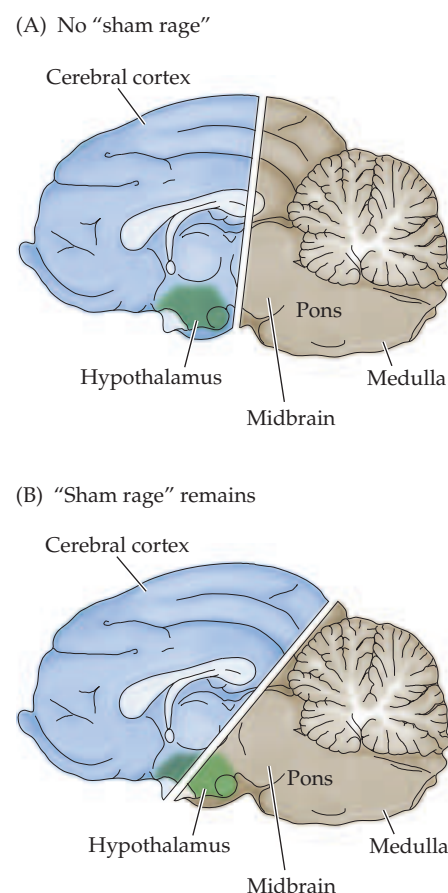 (A) No “sham rage”
Cerebral cortex
Pons
Hypothalamus
Medulla
Midbrain
(B) “Sham rage” remains
Cerebral cortex
Pons
Hypothalamus
Medulla
Midbrain